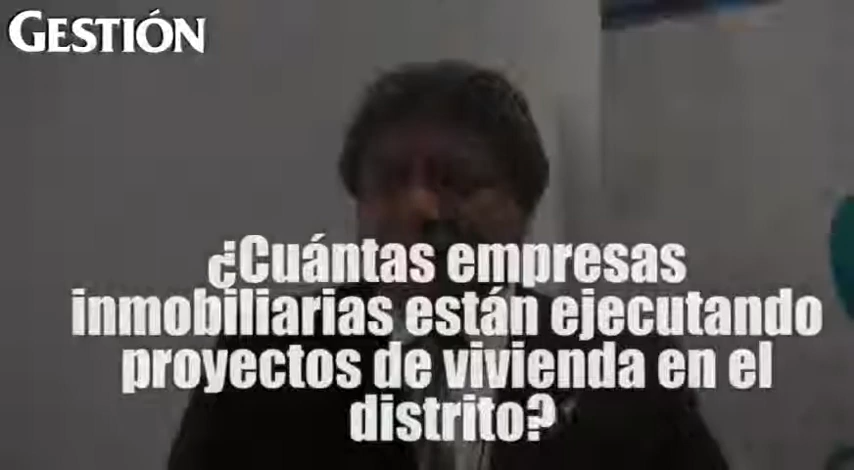 GESTIÓN
¿Cuántas empresas
inmobiliarias están ejecutando
proyectos de vivienda en el
distrito?